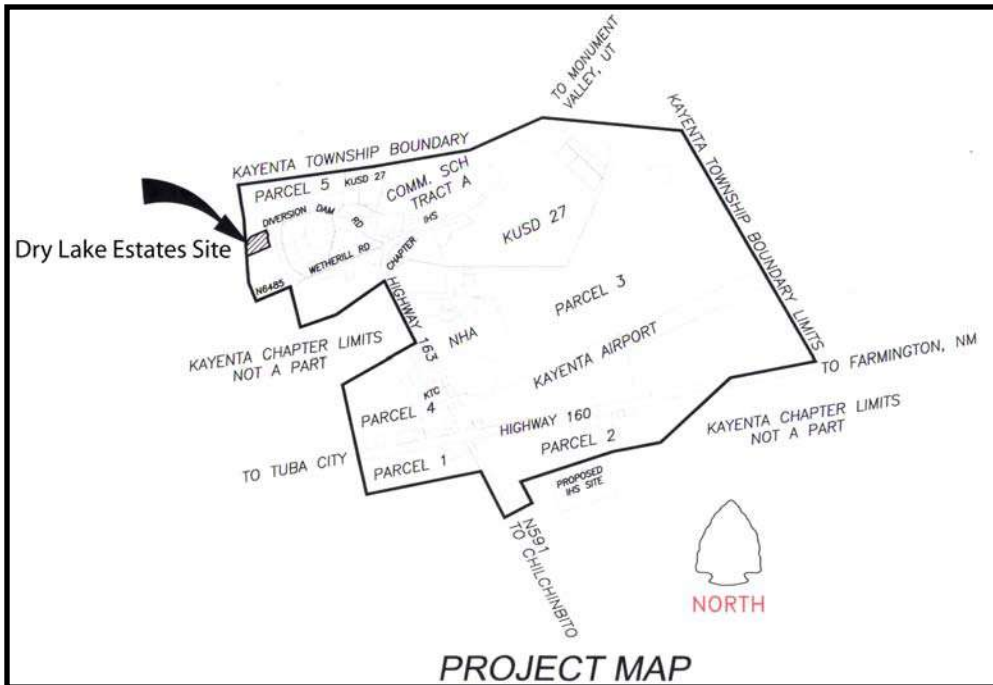 TO MONUMENT
VALLEY, UT
KAYENTA TOWNSHIP BOUNDARY
KAYENTA TOWNSHIP BOUNDARY LIMITS
PARCEL 5
KUSD 27
COMM. SCH
TRACT A
DIVERSION DAM RD
IHS
KUSD 27
Dry Lake Estates Site
WETHERILL RD
CHAPTER
N6485
HIGHWAY 163
PARCEL 3
KAYENTA CHAPTER LIMITS
NOT A PART
NHA
KAYENTA AIRPORT
TO FARMINGTON, NM
KTC
PARCEL 4
HIGHWAY 160
KAYENTA CHAPTER LIMITS
NOT A PART
PARCEL 2
TO TUBA CITY
PARCEL 1
PROPOSED
IHS SITE
N591
TO CHILCHINBITO
NORTH
PROJECT MAP